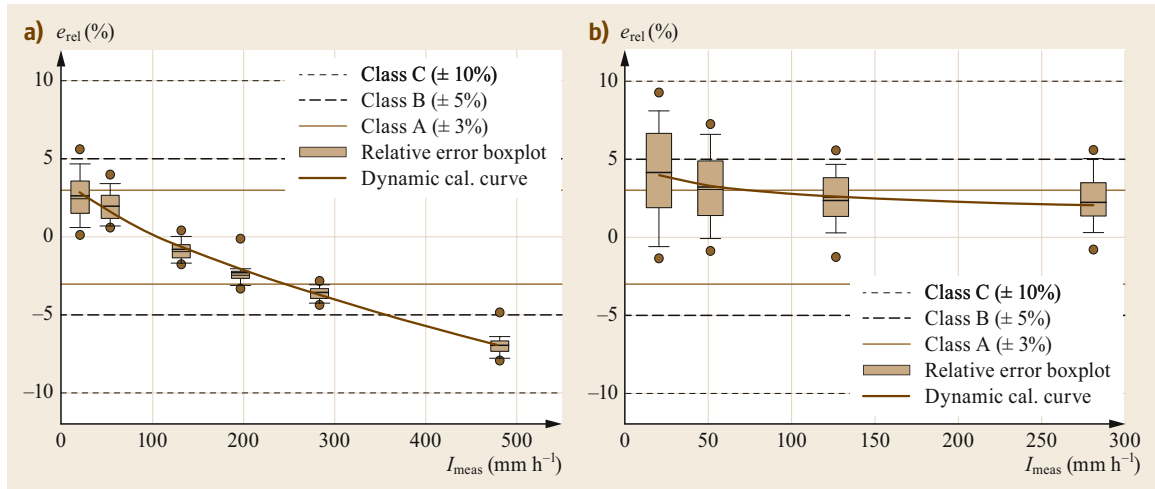 a) e_rel (%)
10
5
0
−5
−10
Class C (± 10%)
Class B (± 5%)
Class A (± 3%)
Relative error boxplot
Dynamic cal. curve
0 100 200 300 400 500
I_meas (mm h⁻¹)
b) e_rel (%)
10
5
0
−5
−10
Class C (± 10%)
Class B (± 5%)
Class A (± 3%)
Relative error boxplot
Dynamic cal. curve
0 50 100 150 200 250 300
I_meas (mm h⁻¹)